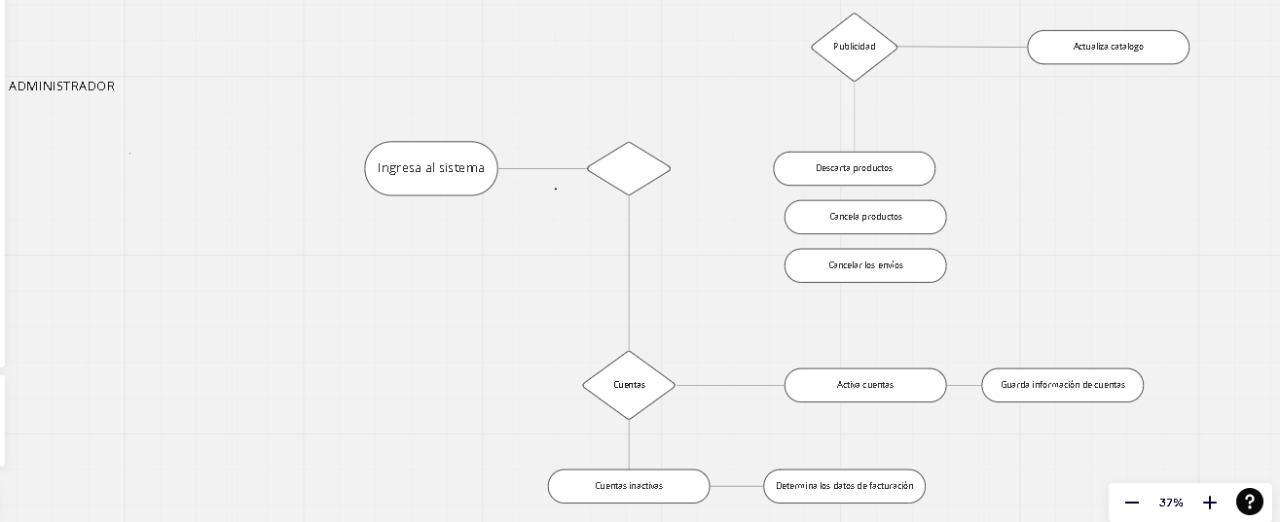 Publicidad
Actualiza catalogo
ADMINISTRADOR
Ingresa al sistema
Descarta productos
Cancela productos
Cancelar los envíos
Cuentas
Activa cuentas
Guarda información de cuentas
Cuentas inactivas
Determina los datos de facturación
37%
?